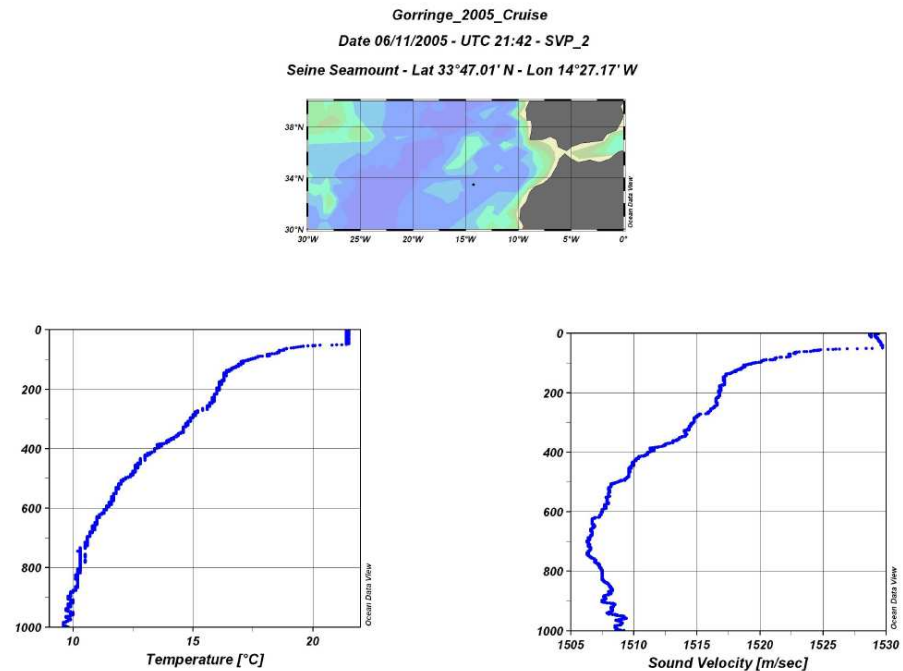 Gorringe_2005_Cruise
Date 06/11/2005 - UTC 21:42 - SVP_2
Seine Seamount - Lat 33°47.01' N - Lon 14°27.17' W
38°N
34°N
30°N
30°W 25°W 20°W 15°W 10°W 5°W 0°
Ocean Data View
0
200
400
600
800
1000
10 15 20
Temperature [°C]
Ocean Data View
0
200
400
600
800
1000
1505 1510 1515 1520 1525 1530
Sound Velocity [m/sec]
Ocean Data View